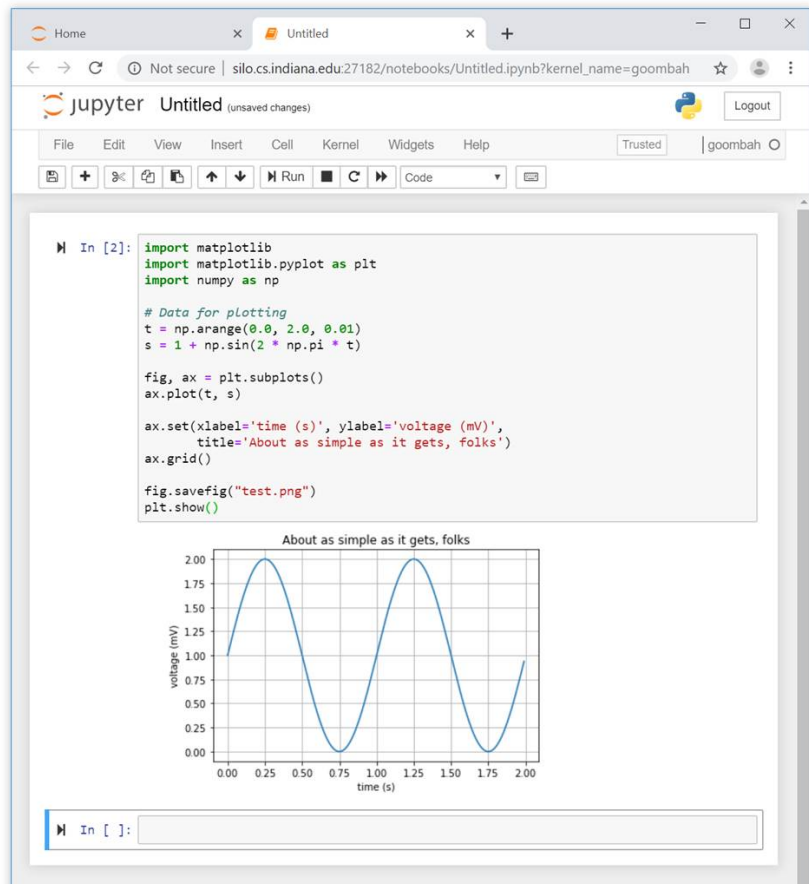 Home
Untitled
Not secure | silo.cs.indiana.edu:27182/notebooks/Untitled.ipynb?kernel_name=goombah
jupyter Untitled (unsaved changes)
Logout
File Edit View Insert Cell Kernel Widgets Help Trusted goombah
Run Code
In [2]: import matplotlib
import matplotlib.pyplot as plt
import numpy as np
# Data for plotting
t = np.arange(0.0, 2.0, 0.01)
s = 1 + np.sin(2 * np.pi * t)
fig, ax = plt.subplots()
ax.plot(t, s)
ax.set(xlabel='time (s)', ylabel='voltage (mV)',
title='About as simple as it gets, folks')
ax.grid()
fig.savefig("test.png")
plt.show()
About as simple as it gets, folks
2.00
1.75
1.50
1.25
1.00
0.75
0.50
0.25
0.00
voltage (mV)
0.00 0.25 0.50 0.75 1.00 1.25 1.50 1.75 2.00
time (s)
In [ ]: